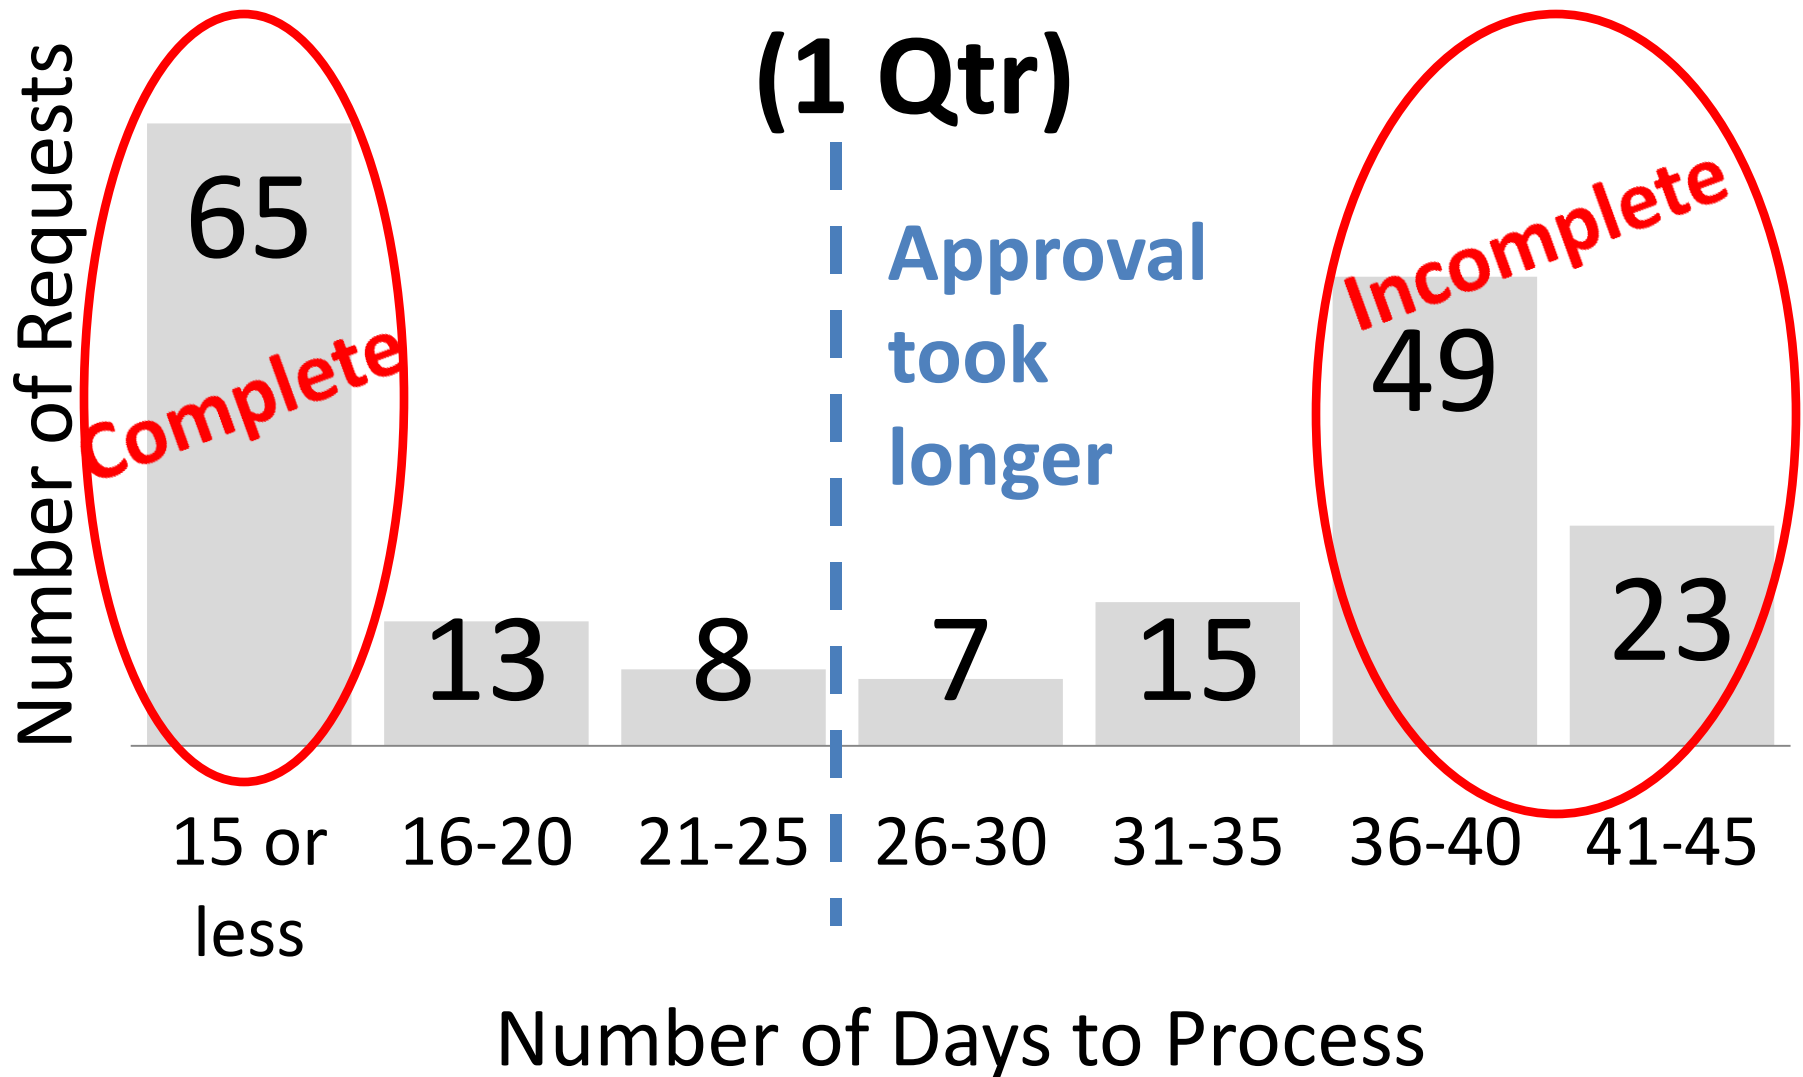 (1 Qtr)
Number of Requests
65
Complete
13
8
Approval
took
longer
7
15
Incomplete
49
23
15 or
less
16-20
21-25
26-30
31-35
36-40
41-45
Number of Days to Process